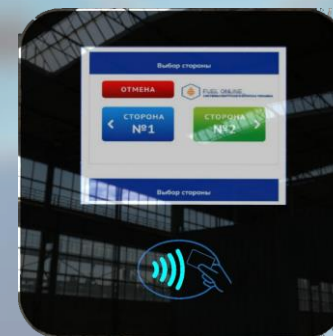 Выбор стороны
ОТМЕНА
FUEL ONLINE
СТОРОНА
№1
СТОРОНА
№2
Выбор стороны